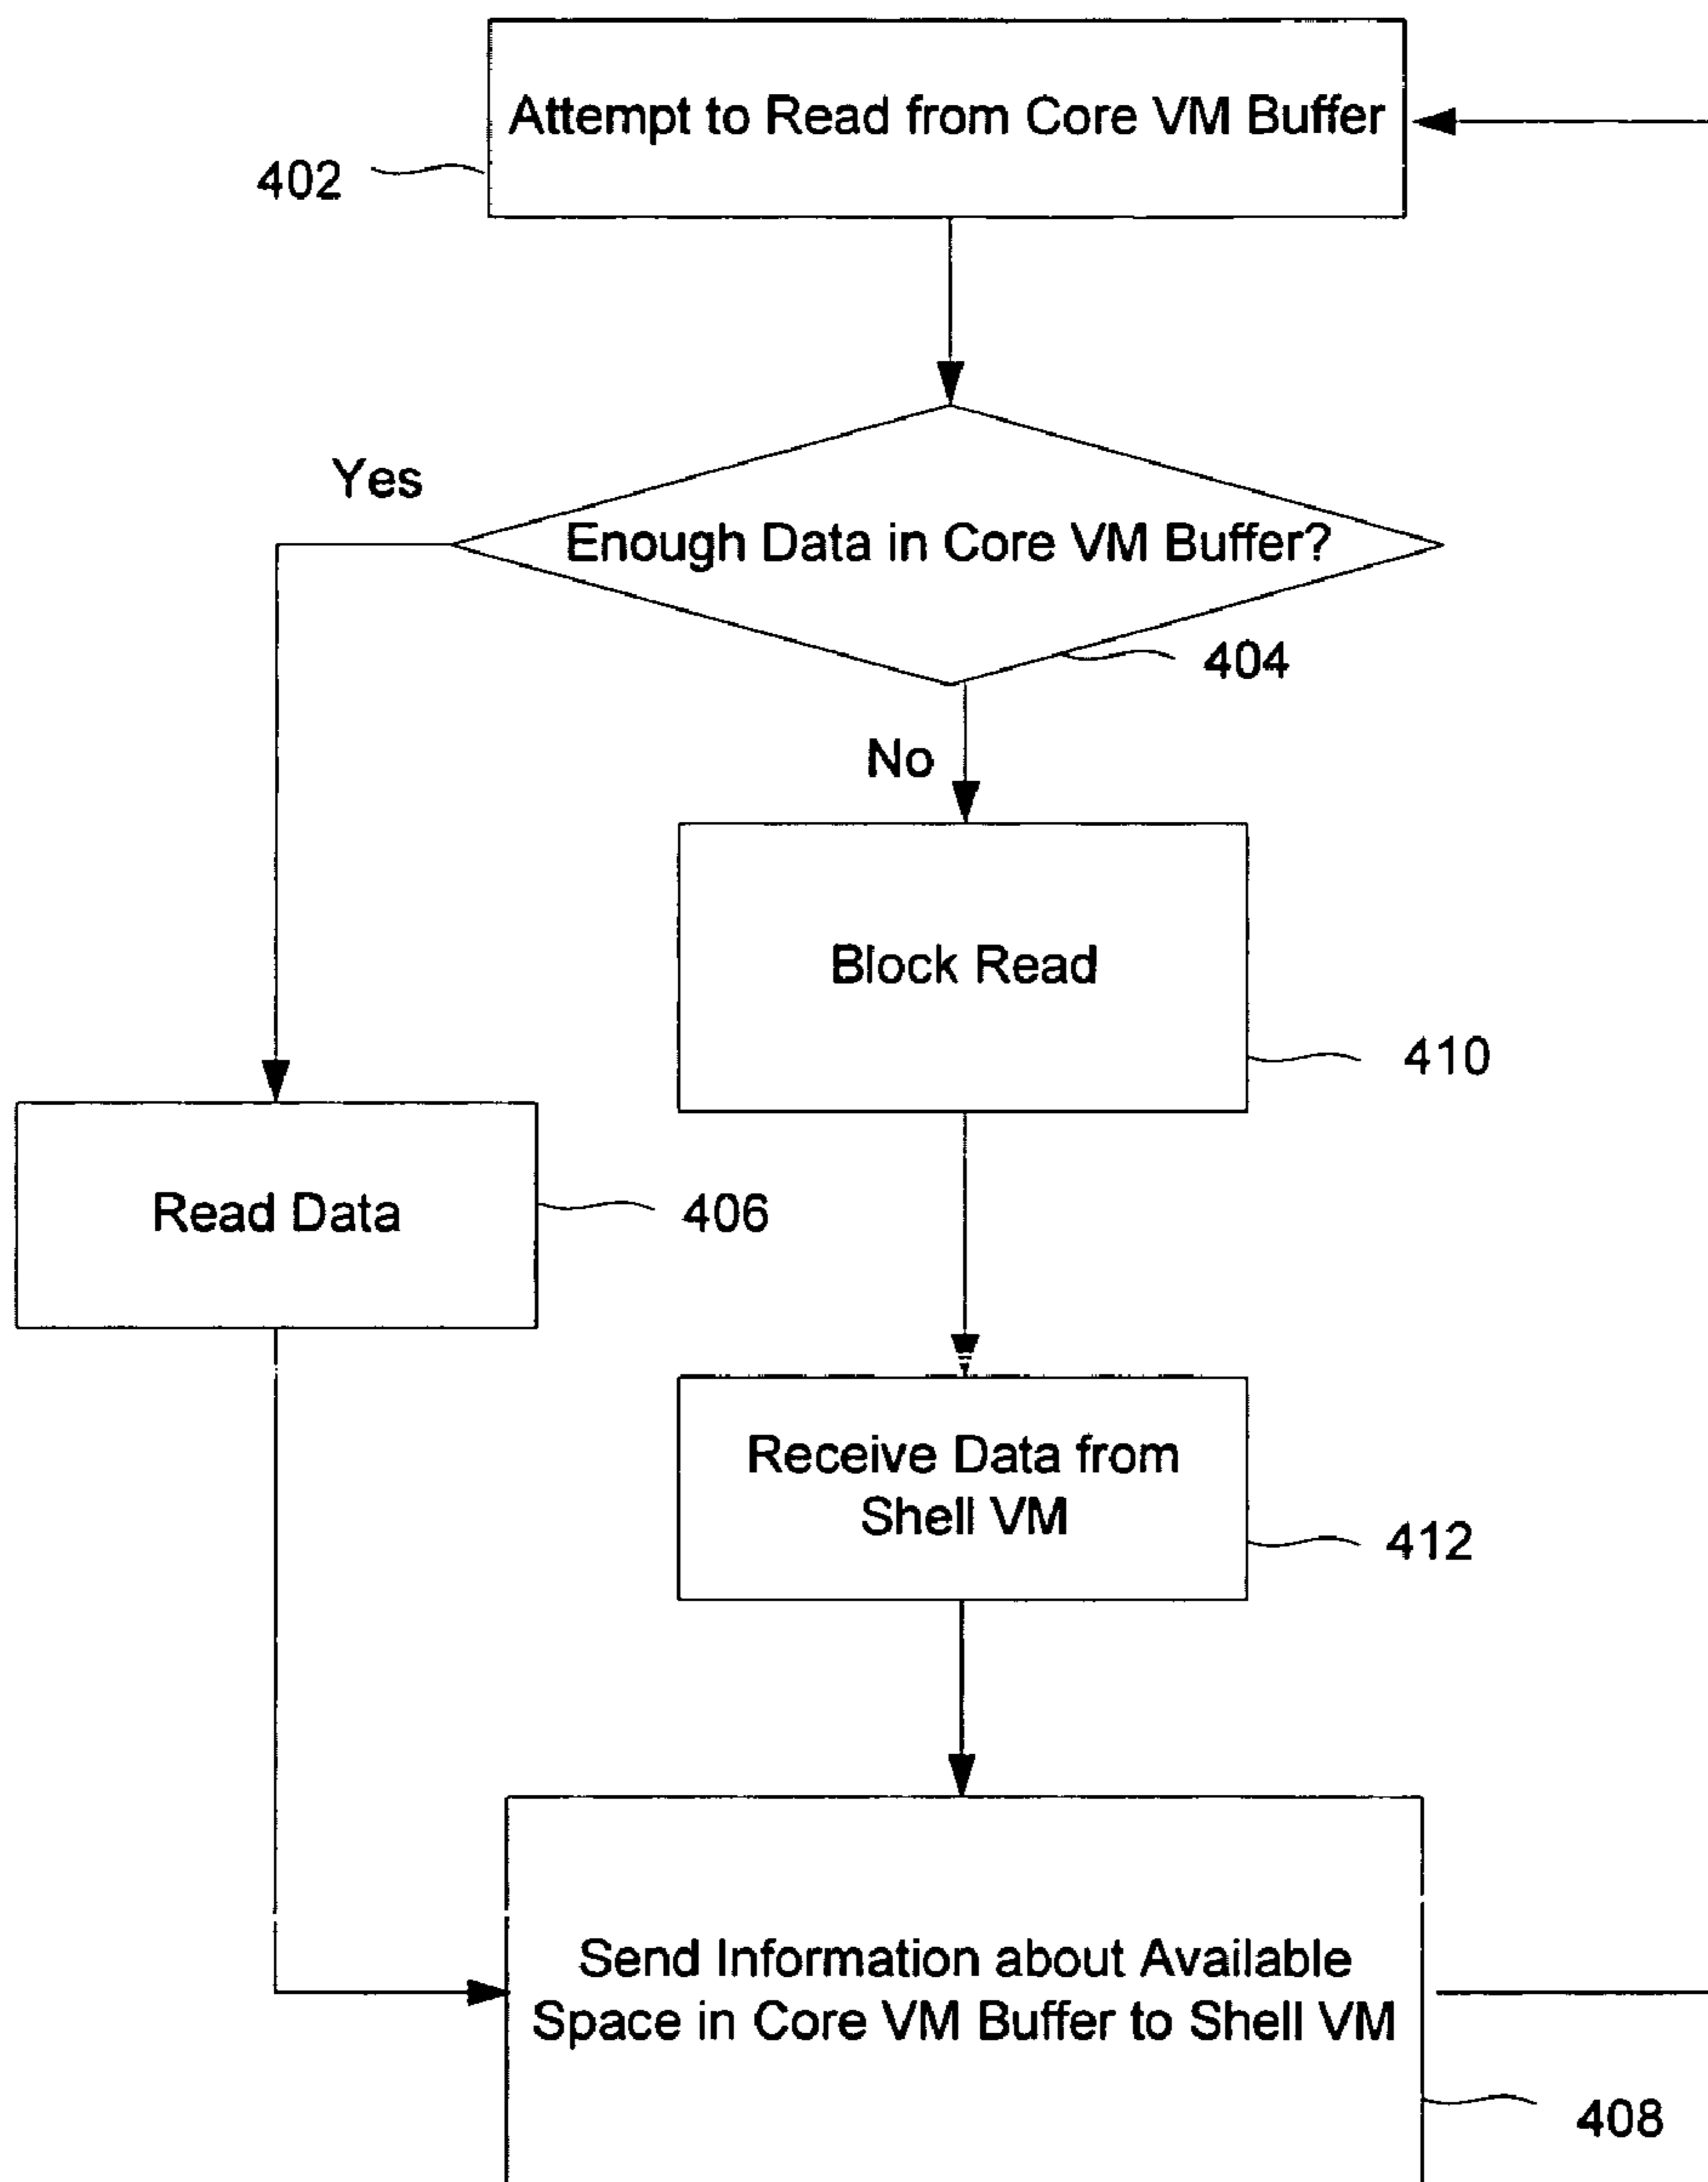 Attempt to Read from Core VM Buffer
402
Yes
Enough Data in Core VM Buffer?
404
No
Block Read
410
Read Data
406
Receive Data from
Shell VM
412
Send Information about Available
Space in Core VM Buffer to Shell VM
408